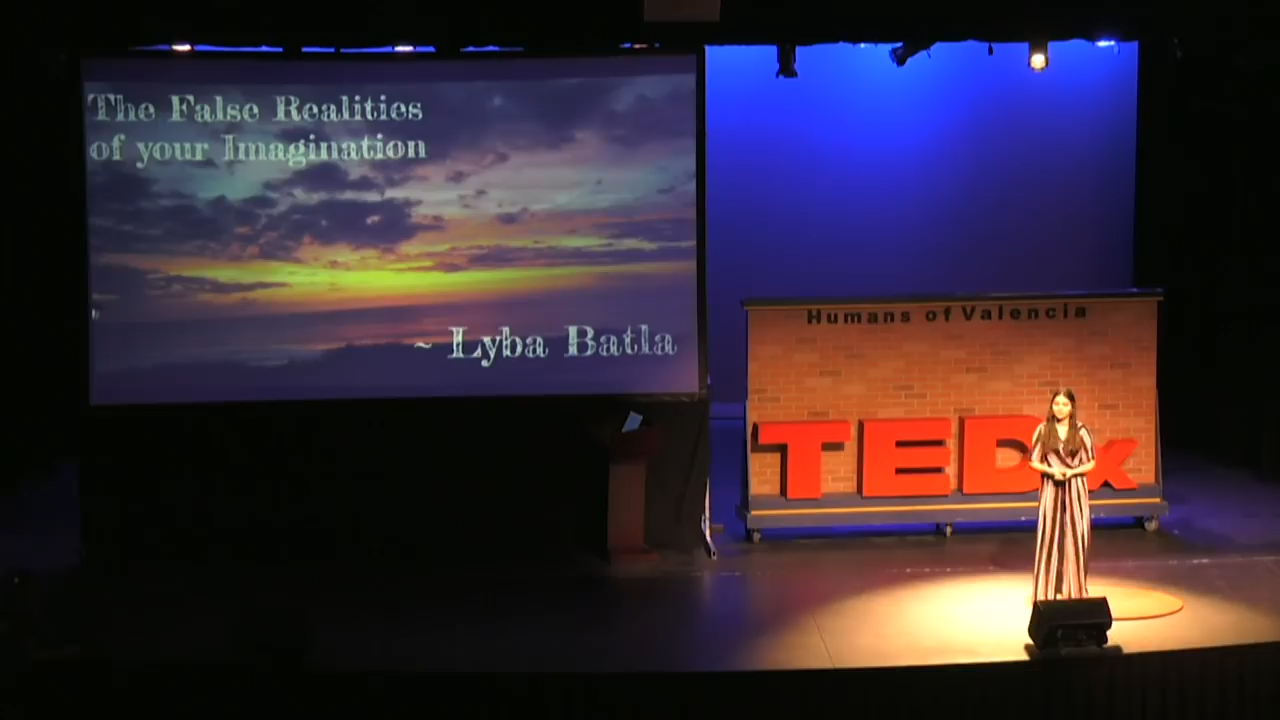 The False Realities
of your Imagination
~ Lyba Batla
Humans of Valencia
TEDx